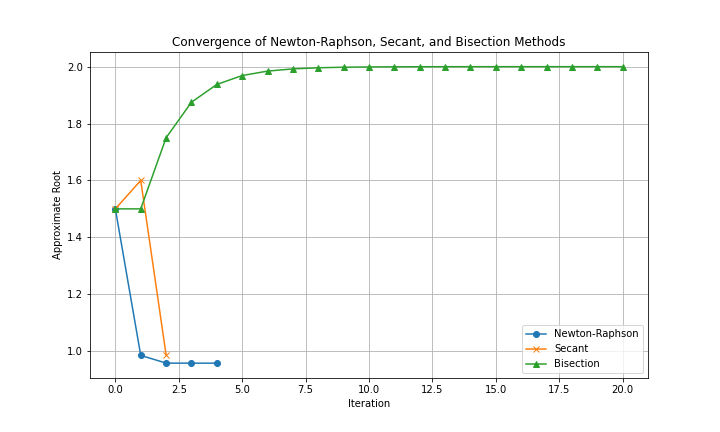 Convergence of Newton-Raphson, Secant, and Bisection Methods
2.0
1.8
1.6
1.4
1.2
1.0
Approximate Root
0.0 2.5 5.0 7.5 10.0 12.5 15.0 17.5 20.0
Iteration
Newton-Raphson
Secant
Bisection